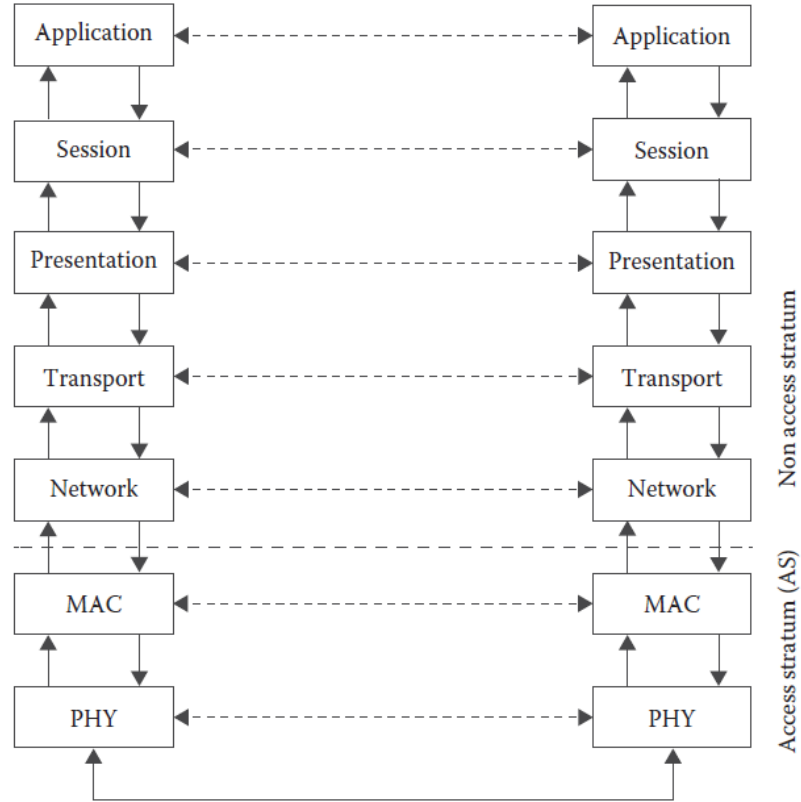 Application
Application
Session
Session
Presentation
Presentation
Transport
Transport
Network
Network
Non access stratum
MAC
MAC
PHY
PHY
Access stratum (AS)